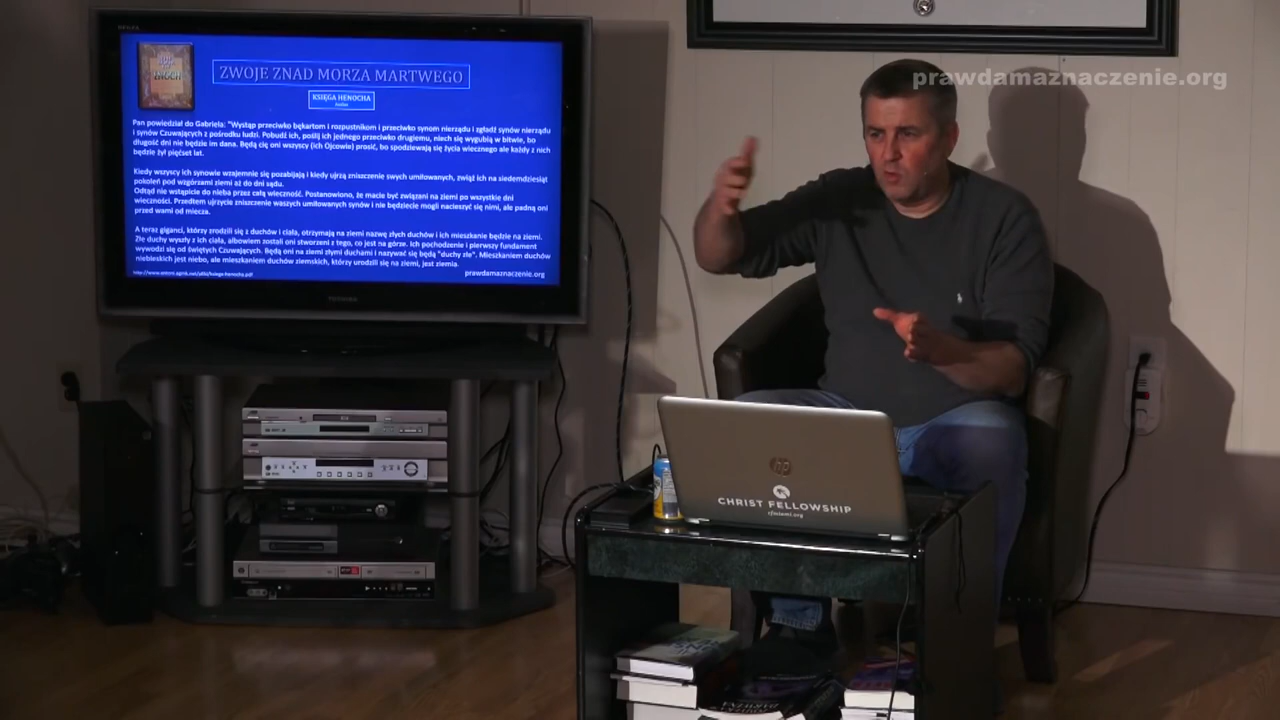 prawdamaznaczenie.org
ZWOJE ZNAD MORZA MARTWEGO
KSIĘGA HENOCHA
Pan powiedział do Gabriela: "Wystąp przeciwko bękartom i rozpustnikom i przeciwko synom nierządu i zgładź synów nierządu
i synów Czuwających z pośrodku ludzi. Pobudź ich, poślij ich jednego przeciwko drugiemu, niech się wygubią w bitwie, bo
długość dni nie będzie im dana. Będą cię oni wszyscy (ich Ojcowie) prosić, bo spodziewają się życia wiecznego ale każdy z nich
będzie żył pięćset lat.
Kiedy wszyscy ich synowie wzajemnie się pozabijają i kiedy ujrzą zniszczenie swych umiłowanych, zwiąż ich na siedemdziesiąt
pokoleń pod wzgórzami ziemi aż do dni sądu.
Odtąd nie wstąpicie do nieba przez całą wieczność. Postanowiono, że macie być związani na ziemi po wszystkie dni
wieczności. Przedtem ujrzycie zniszczenie waszych umiłowanych synów i nie będziecie mogli nacieszyć się nimi, ale padną oni
przed wami od miecza.
A teraz giganci, którzy zrodzili się z duchów i ciała, otrzymają na ziemi nazwę złych duchów i ich mieszkanie będzie na ziemi.
Złe duchy wyszły z ich ciała, albowiem zostali oni stworzeni z tego, co jest na górze. Ich pochodzenie i pierwszy fundament
wywodzi się od świętych Czuwających. Będą oni na ziemi złymi duchami i nazywać się będą "duchy złe". Mieszkaniem duchów
niebieskich jest niebo, ale mieszkaniem duchów ziemskich, którzy urodzili się na ziemi, jest ziemia.
prawdamaznaczenie.org
TOSHIBA
hp
CHRIST FELLOWSHIP